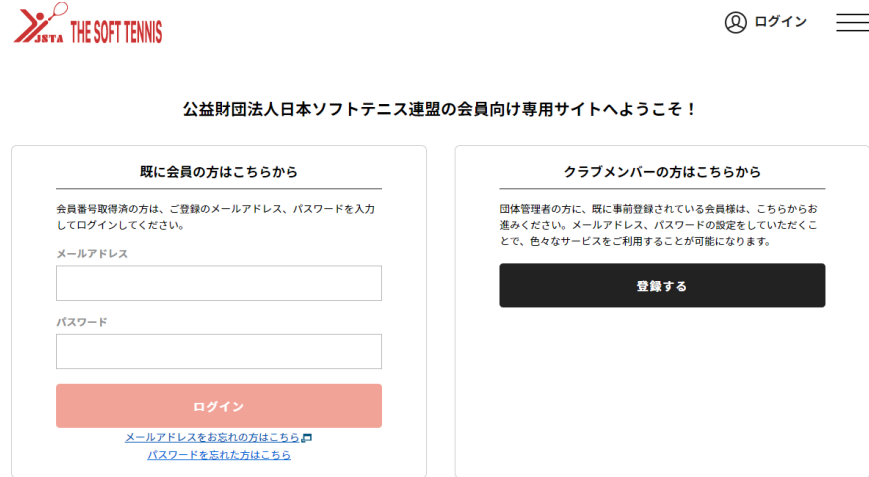 JSTA THE SOFT TENNIS
ログイン
公益財団法人日本ソフトテニス連盟の会員向け専用サイトへようこそ！
既に会員の方はこちらから
会員番号取得済の方は、ご登録のメールアドレス、パスワードを入力
してログインしてください。
メールアドレス
パスワード
ログイン
メールアドレスをお忘れの方はこちら
パスワードを忘れた方はこちら
クラブメンバーの方はこちらから
団体管理者の方に、既に事前登録されている会員様は、こちらからお
進みください。メールアドレス、パスワードの設定をしていただくこ
とで、色々なサービスをご利用することが可能になります。
登録する